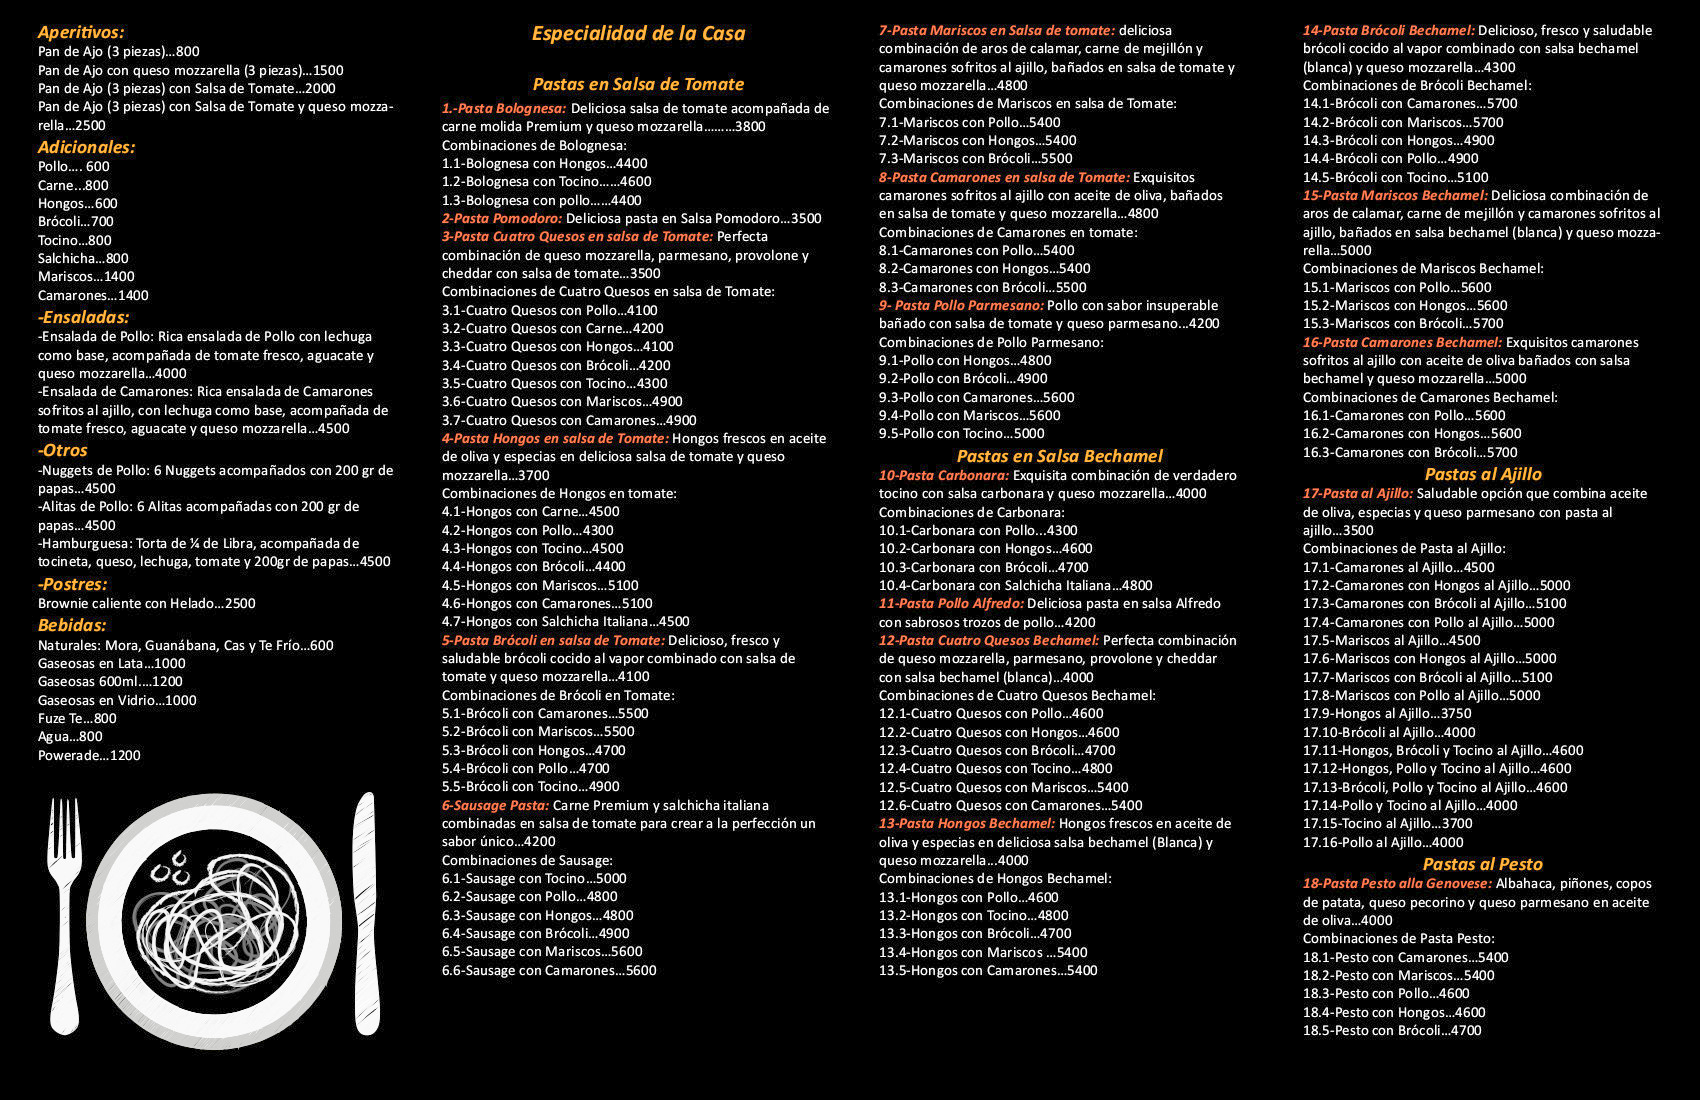 Aperitivos:
Pan de Ajo (3 piezas)...800
Pan de Ajo con queso mozzarella (3 piezas)...1500
Pan de Ajo (3 piezas) con Salsa de Tomate...2000
Pan de Ajo (3 piezas) con Salsa de Tomate y queso mozza-
rella...2500
Adicionales:
Pollo.... 600
Carne...800
Hongos...600
Brócoli...700
Tocino...800
Salchicha...800
Mariscos...1400
Camarones...1400
-Ensaladas:
-Ensalada de Pollo: Rica ensalada de Pollo con lechuga
como base, acompañada de tomate fresco, aguacate y
queso mozzarella...4000
-Ensalada de Camarones: Rica ensalada de Camarones
sofritos al ajillo, con lechuga como base, acompañada de
tomate fresco, aguacate y queso mozzarella...4500
-Otros
-Nuggets de Pollo: 6 Nuggets acompañados con 200 gr de
papas...4500
-Alitas de Pollo: 6 Alitas acompañadas con 200 gr de
papas...4500
-Hamburguesa: Torta de ¼ de Libra, acompañada de
tocineta, queso, lechuga, tomate y 200gr de papas...4500
-Postres:
Brownie caliente con Helado...2500
Bebidas:
Naturales: Mora, Guanábana, Cas y Te Frío...600
Gaseosas en Lata...1000
Gaseosas 600ml....1200
Gaseosas en Vidrio...1000
Fuze Te...800
Agua...800
Powerade...1200
Especialidad de la Casa
Pastas en Salsa de Tomate
1.-Pasta Bolognesa: Deliciosa salsa de tomate acompañada de
carne molida Premium y queso mozzarella.........3800
Combinaciones de Bolognesa:
1.1-Bolognesa con Hongos...4400
1.2-Bolognesa con Tocino......4600
1.3-Bolognesa con pollo......4400
2-Pasta Pomodoro: Deliciosa pasta en Salsa Pomodoro...3500
3-Pasta Cuatro Quesos en salsa de Tomate: Perfecta
combinación de queso mozzarella, parmesano, provolone y
cheddar con salsa de tomate...3500
Combinaciones de Cuatro Quesos en salsa de Tomate:
3.1-Cuatro Quesos con Pollo...4100
3.2-Cuatro Quesos con Carne...4200
3.3-Cuatro Quesos con Hongos...4100
3.4-Cuatro Quesos con Brócoli...4200
3.5-Cuatro Quesos con Tocino...4300
3.6-Cuatro Quesos con Mariscos...4900
3.7-Cuatro Quesos con Camarones...4900
4-Pasta Hongos en salsa de Tomate: Hongos frescos en aceite
de oliva y especias en deliciosa salsa de tomate y queso
mozzarella...3700
Combinaciones de Hongos en tomate:
4.1-Hongos con Carne...4500
4.2-Hongos con Pollo...4300
4.3-Hongos con Tocino...4500
4.4-Hongos con Brócoli...4400
4.5-Hongos con Mariscos...5100
4.6-Hongos con Camarones...5100
4.7-Hongos con Salchicha Italiana...4500
5-Pasta Brócoli en salsa de Tomate: Delicioso, fresco y
saludable brócoli cocido al vapor combinado con salsa de
tomate y queso mozzarella...4100
Combinaciones de Brócoli en Tomate:
5.1-Brócoli con Camarones...5500
5.2-Brócoli con Mariscos...5500
5.3-Brócoli con Hongos...4700
5.4-Brócoli con Pollo...4700
5.5-Brócoli con Tocino...4900
6-Sausage Pasta: Carne Premium y salchicha italiana
combinadas en salsa de tomate para crear a la perfección un
sabor único...4200
Combinaciones de Sausage:
6.1-Sausage con Tocino...5000
6.2-Sausage con Pollo...4800
6.3-Sausage con Hongos...4800
6.4-Sausage con Brócoli...4900
6.5-Sausage con Mariscos...5600
6.6-Sausage con Camarones...5600
7-Pasta Mariscos en Salsa de tomate: deliciosa
combinación de aros de calamar, carne de mejillón y
camarones sofritos al ajillo, bañados en salsa de tomate y
queso mozzarella...4800
Combinaciones de Mariscos en salsa de Tomate:
7.1-Mariscos con Pollo...5400
7.2-Mariscos con Hongos...5400
7.3-Mariscos con Brócoli...5500
8-Pasta Camarones en salsa de Tomate: Exquisitos
camarones sofritos al ajillo con aceite de oliva, bañados
en salsa de tomate y queso mozzarella...4800
Combinaciones de Camarones en tomate:
8.1-Camarones con Pollo...5400
8.2-Camarones con Hongos...5400
8.3-Camarones con Brócoli...5500
9- Pasta Pollo Parmesano: Pollo con sabor insuperable
bañado con salsa de tomate y queso parmesano...4200
Combinaciones de Pollo Parmesano:
9.1-Pollo con Hongos...4800
9.2-Pollo con Brócoli...4900
9.3-Pollo con Camarones...5600
9.4-Pollo con Mariscos...5600
9.5-Pollo con Tocino...5000
Pastas en Salsa Bechamel
10-Pasta Carbonara: Exquisita combinación de verdadero
tocino con salsa carbonara y queso mozzarella...4000
Combinaciones de Carbonara:
10.1-Carbonara con Pollo...4300
10.2-Carbonara con Hongos...4600
10.3-Carbonara con Brócoli...4700
10.4-Carbonara con Salchicha Italiana...4800
11-Pasta Pollo Alfredo: Deliciosa pasta en salsa Alfredo
con sabrosos trozos de pollo...4200
12-Pasta Cuatro Quesos Bechamel: Perfecta combinación
de queso mozzarella, parmesano, provolone y cheddar
con salsa bechamel (blanca)...4000
Combinaciones de Cuatro Quesos Bechamel:
12.1-Cuatro Quesos con Pollo...4600
12.2-Cuatro Quesos con Hongos...4600
12.3-Cuatro Quesos con Brócoli...4700
12.4-Cuatro Quesos con Tocino...4800
12.5-Cuatro Quesos con Mariscos...5400
12.6-Cuatro Quesos con Camarones...5400
13-Pasta Hongos Bechamel: Hongos frescos en aceite de
oliva y especias en deliciosa salsa bechamel (Blanca) y
queso mozzarella...4000
Combinaciones de Hongos Bechamel:
13.1-Hongos con Pollo...4600
13.2-Hongos con Tocino...4800
13.3-Hongos con Brócoli...4700
13.4-Hongos con Mariscos ...5400
13.5-Hongos con Camarones...5400
14-Pasta Brócoli Bechamel: Delicioso, fresco y saludable
brócoli cocido al vapor combinado con salsa bechamel
(blanca) y queso mozzarella...4300
Combinaciones de Brócoli Bechamel:
14.1-Brócoli con Camarones...5700
14.2-Brócoli con Mariscos...5700
14.3-Brócoli con Hongos...4900
14.4-Brócoli con Pollo...4900
14.5-Brócoli con Tocino...5100
15-Pasta Mariscos Bechamel: Deliciosa combinación de
aros de calamar, carne de mejillón y camarones sofritos al
ajillo, bañados en salsa bechamel (blanca) y queso mozza-
rella...5000
Combinaciones de Mariscos Bechamel:
15.1-Mariscos con Pollo...5600
15.2-Mariscos con Hongos...5600
15.3-Mariscos con Brócoli...5700
16-Pasta Camarones Bechamel: Exquisitos camarones
sofritos al ajillo con aceite de oliva bañados con salsa
bechamel y queso mozzarella...5000
Combinaciones de Camarones Bechamel:
16.1-Camarones con Pollo...5600
16.2-Camarones con Hongos...5600
16.3-Camarones con Brócoli...5700
Pastas al Ajillo
17-Pasta al Ajillo: Saludable opción que combina aceite
de oliva, especias y queso parmesano con pasta al
ajillo...3500
Combinaciones de Pasta al Ajillo:
17.1-Camarones al Ajillo...4500
17.2-Camarones con Hongos al Ajillo...5000
17.3-Camarones con Brócoli al Ajillo...5100
17.4-Camarones con Pollo al Ajillo...5000
17.5-Mariscos al Ajillo...4500
17.6-Mariscos con Hongos al Ajillo...5000
17.7-Mariscos con Brócoli al Ajillo...5100
17.8-Mariscos con Pollo al Ajillo...5000
17.9-Hongos al Ajillo...3750
17.10-Brócoli al Ajillo...4000
17.11-Hongos, Brócoli y Tocino al Ajillo...4600
17.12-Hongos, Pollo y Tocino al Ajillo...4600
17.13-Brócoli, Pollo y Tocino al Ajillo...4600
17.14-Pollo y Tocino al Ajillo...4000
17.15-Tocino al Ajillo...3700
17.16-Pollo al Ajillo...4000
Pastas al Pesto
18-Pasta Pesto alla Genovese: Albahaca, piñones, copos
de patata, queso pecorino y queso parmesano en aceite
de oliva...4000
Combinaciones de Pasta Pesto:
18.1-Pesto con Camarones...5400
18.2-Pesto con Mariscos...5400
18.3-Pesto con Pollo...4600
18.4-Pesto con Hongos...4600
18.5-Pesto con Brócoli...4700